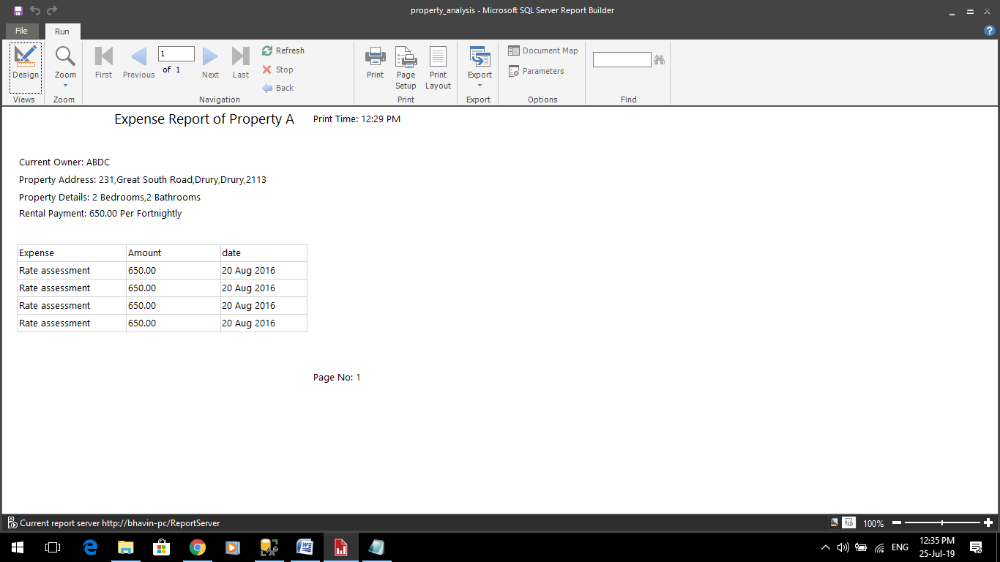 property_analysis - Microsoft SQL Server Report Builder
File Run
Design Zoom First Previous 1 of 1 Next Last Refresh Stop Back Print Page Setup Print Layout Export Document Map Parameters
Views Zoom Navigation Print Export Options Find
Expense Report of Property A Print Time: 12:29 PM
Current Owner: ABDC
Property Address: 231,Great South Road,Drury,Drury,2113
Property Details: 2 Bedrooms,2 Bathrooms
Rental Payment: 650.00 Per Fortnightly
Expense Amount date
Rate assessment 650.00 20 Aug 2016
Rate assessment 650.00 20 Aug 2016
Rate assessment 650.00 20 Aug 2016
Rate assessment 650.00 20 Aug 2016
Page No: 1
Current report server http://bhavin-pc/ReportServer 100%
ENG 12:35 PM
25-Jul-19